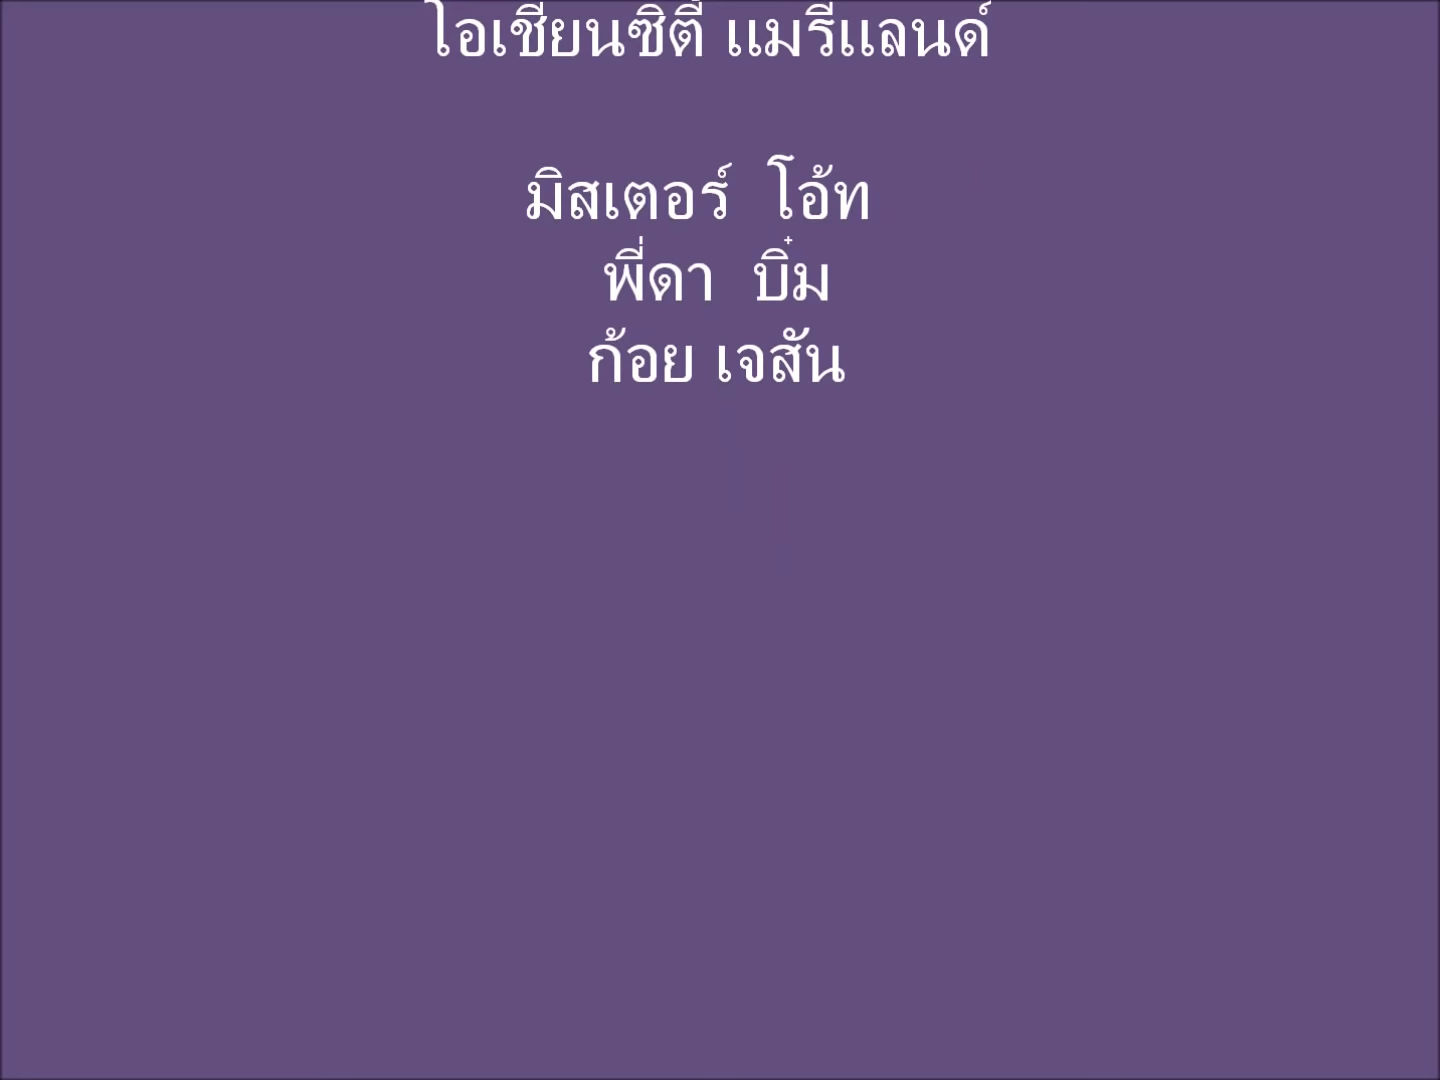 โอเชียนซิตี้ แมรี่แลนด์
มิสเตอร์ โอ้ท
พี่ดา บิ๋ม
ก้อย เจสัน